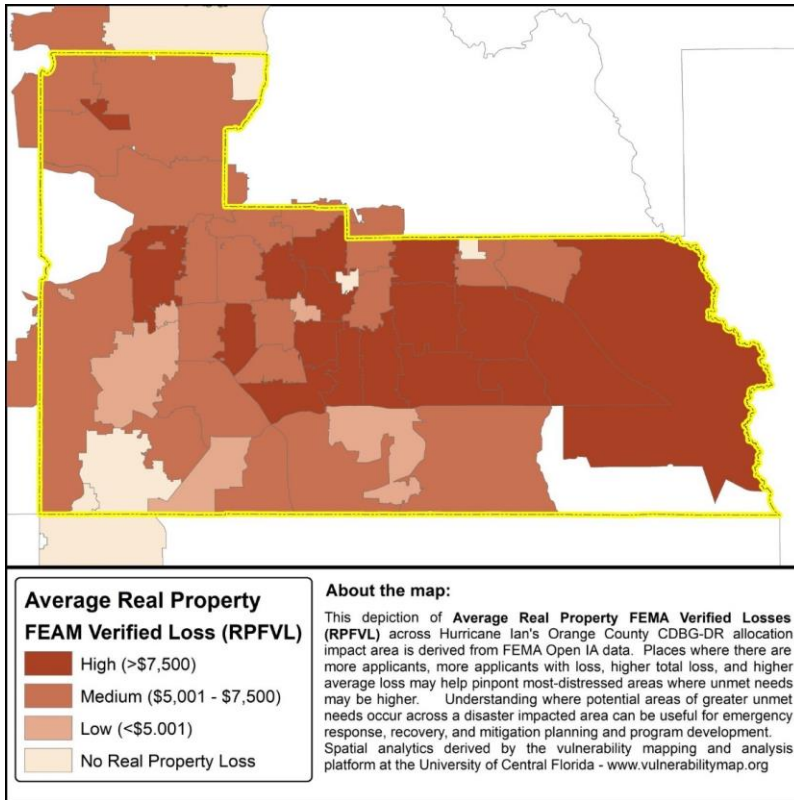 Average Real Property
FEAM Verified Loss (RPFVL)
High (>$7,500)
Medium ($5,001 - $7,500)
Low (<$5.001)
No Real Property Loss
About the map:
This depiction of Average Real Property FEMA Verified Losses
(RPFVL) across Hurricane Ian's Orange County CDBG-DR allocation
impact area is derived from FEMA Open IA data. Places where there are
more applicants, more applicants with loss, higher total loss, and higher
average loss may help pinpont most-distressed areas where unmet needs
may be higher. Understanding where potential areas of greater unmet
needs occur across a disaster impacted area can be useful for emergency
response, recovery, and mitigation planning and program development.
Spatial analytics derived by the vulnerability mapping and analysis
platform at the University of Central Florida - www.vulnerabilitymap.org